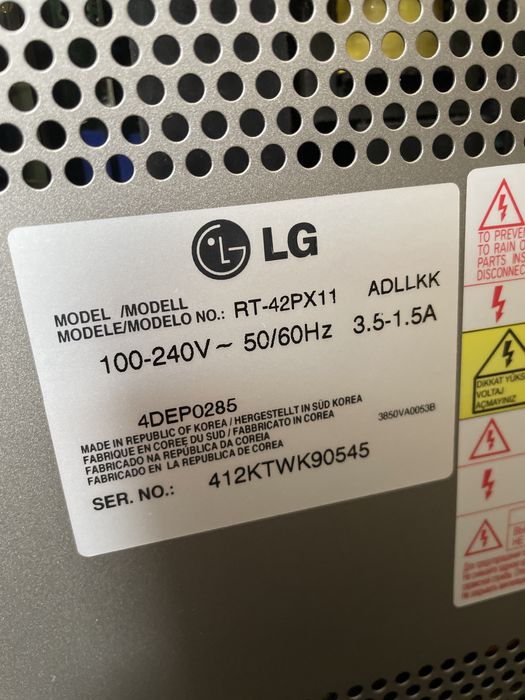 LG
MODEL /MODELL
MODELE/MODELO NO.: RT-42PX11 ADLLKK
100-240V ~ 50/60Hz 3.5-1.5A
4DEP0285
MADE IN REPUBLIC OF KOREA / HERGESTELLT IN SÜD KOREA
FABRIQUE EN COREE DU SUD / FABBRICATO IN COREA
FABRICADO NA REPÚBLICA DA COREIA
FABRICADO EN LA REPUBLICA DE COREA
3850VA0053B
SER. NO.: 412KTWK90545
TO PREVE
TO RAIN O
PARTS INS
DISCONNEC
DIKKAT YÜKS
VOLTAJ
AÇMAYINIZ